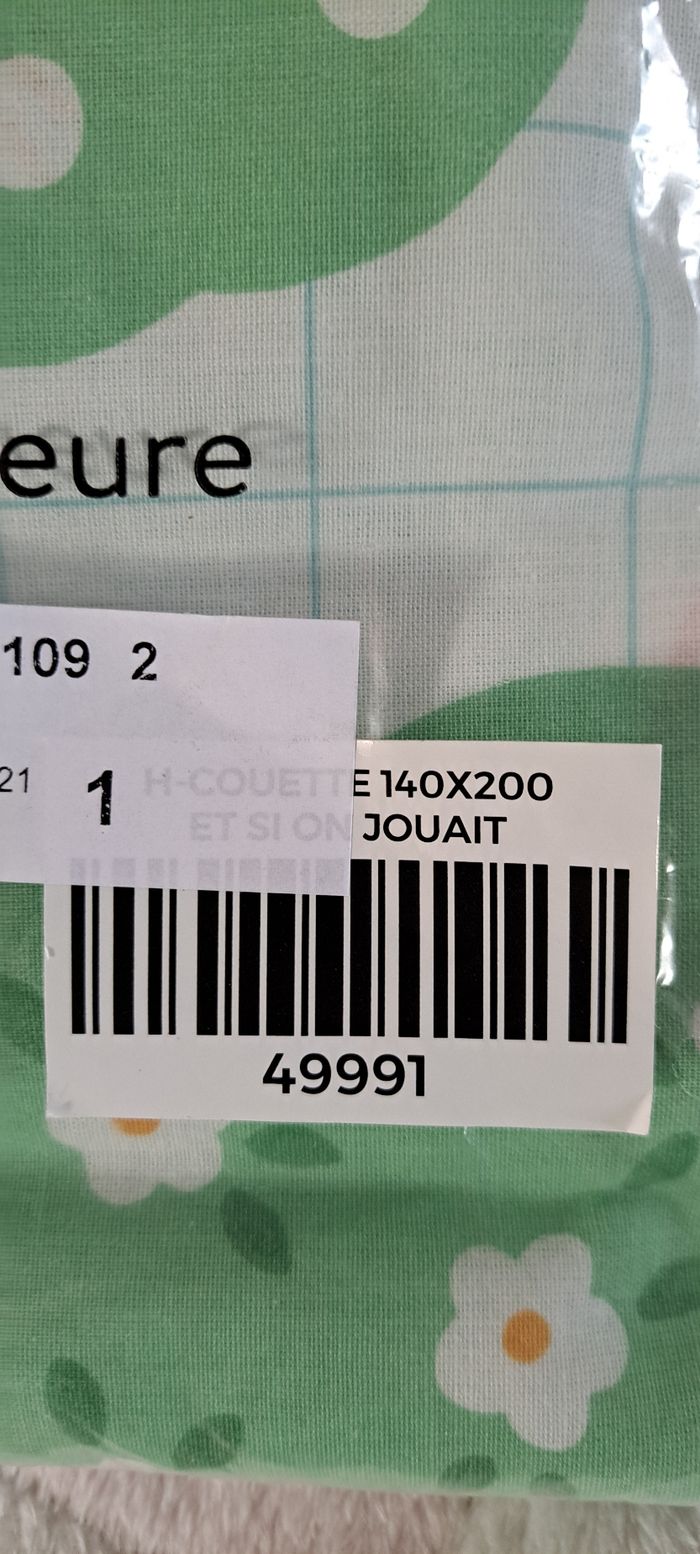 eure
109 2
21 1
H-COUETTE 140X200
ET SI ON JOUAIT
49991